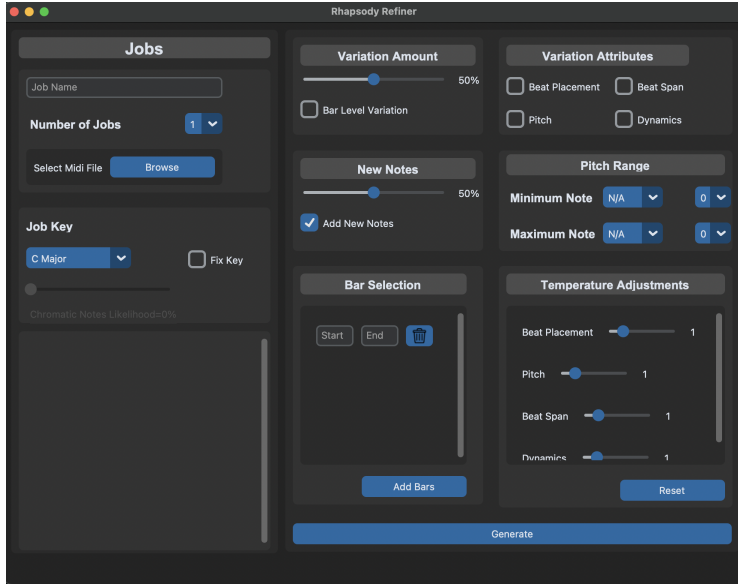 Rhapsody Refiner
Jobs
Job Name
Number of Jobs
1
Select Midi File
Browse
Job Key
C Major
Fix Key
Chromatic Notes Likelihood=0%
Variation Amount
50%
Bar Level Variation
Variation Attributes
Beat Placement
Beat Span
Pitch
Dynamics
New Notes
50%
Add New Notes
Pitch Range
Minimum Note
N/A
0
Maximum Note
N/A
0
Bar Selection
Start
End
Add Bars
Temperature Adjustments
Beat Placement
1
Pitch
1
Beat Span
1
Dynamics
1
Reset
Generate